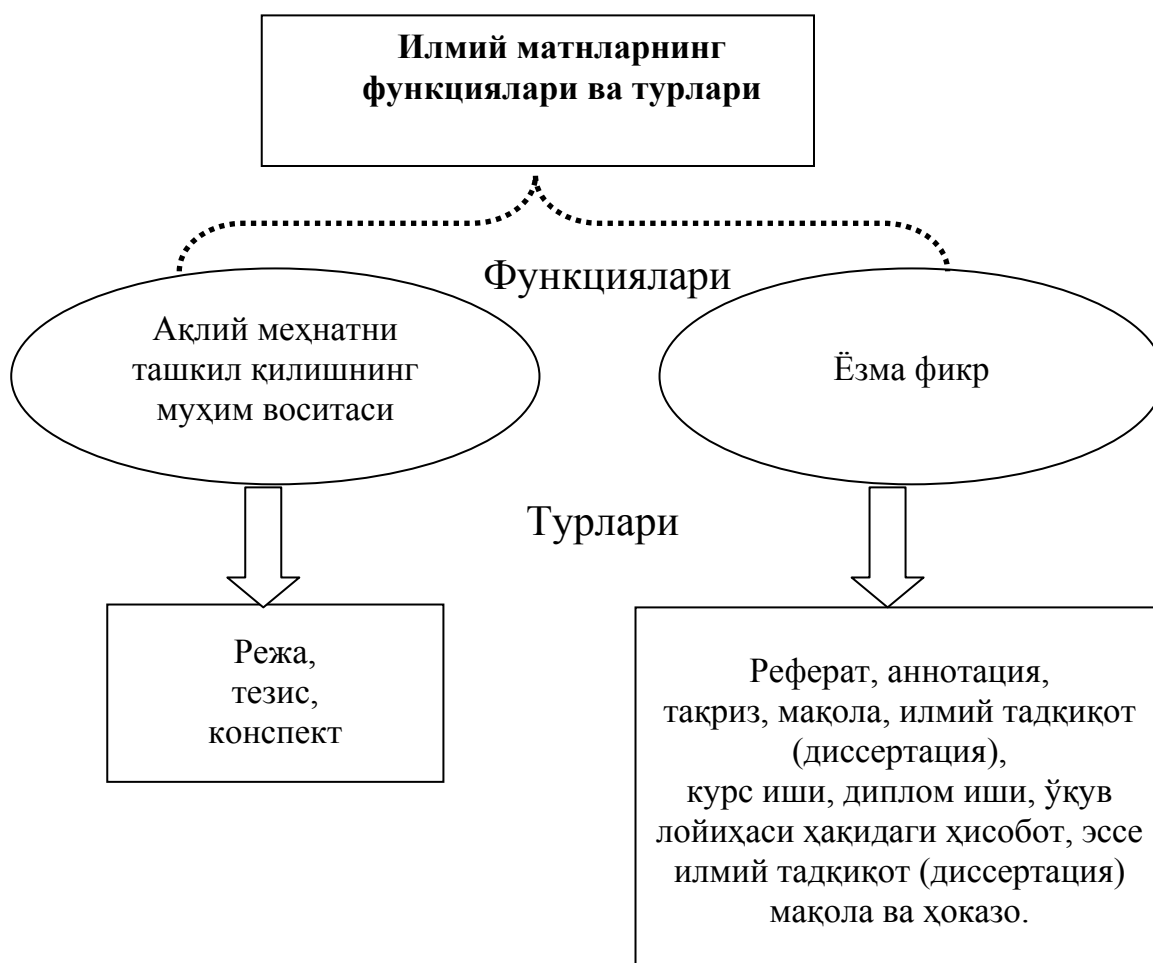 Илмий матнларнинг
функциялари ва турлари
Функциялари
Ақлий меҳнатни
ташкил қилишнинг
муҳим воситаси
Ёзма фикр
Турлари
Режа,
тезис,
конспект
Реферат, аннотация,
тақриз, мақола, илмий тадқиқот
(диссертация),
курс иши, диплом иши, ўқув
лойиҳаси ҳақидаги ҳисобот, эссе
илмий тадқиқот (диссертация)
мақола ва ҳоказо.